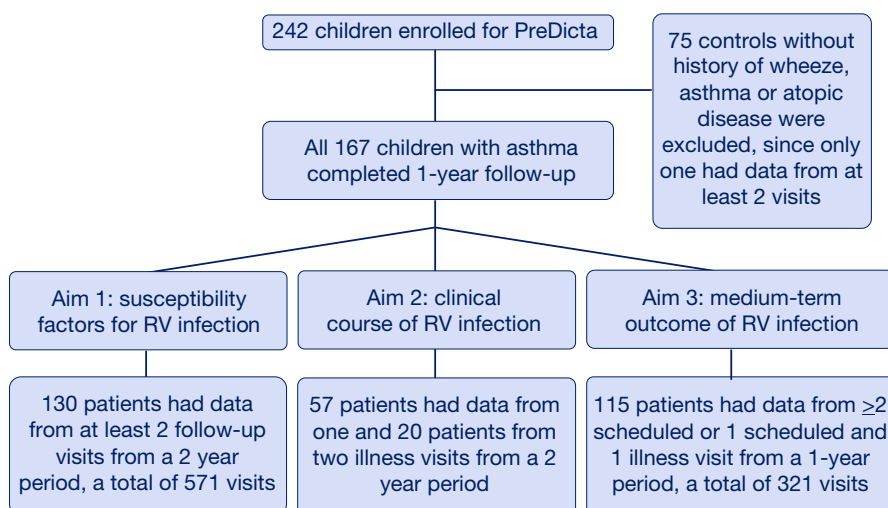 242 children enrolled for PreDicta
75 controls without
history of wheeze,
asthma or atopic
disease were
excluded, since only
one had data from at
least 2 visits
All 167 children with asthma
completed 1-year follow-up
Aim 1: susceptibility
factors for RV infection
Aim 2: clinical
course of RV infection
Aim 3: medium-term
outcome of RV infection
130 patients had data
from at least 2 follow-up
visits from a 2 year
period, a total of 571 visits
57 patients had data from
one and 20 patients from
two illness visits from a 2
year period
115 patients had data from ≥2
scheduled or 1 scheduled and
1 illness visit from a 1-year
period, a total of 321 visits